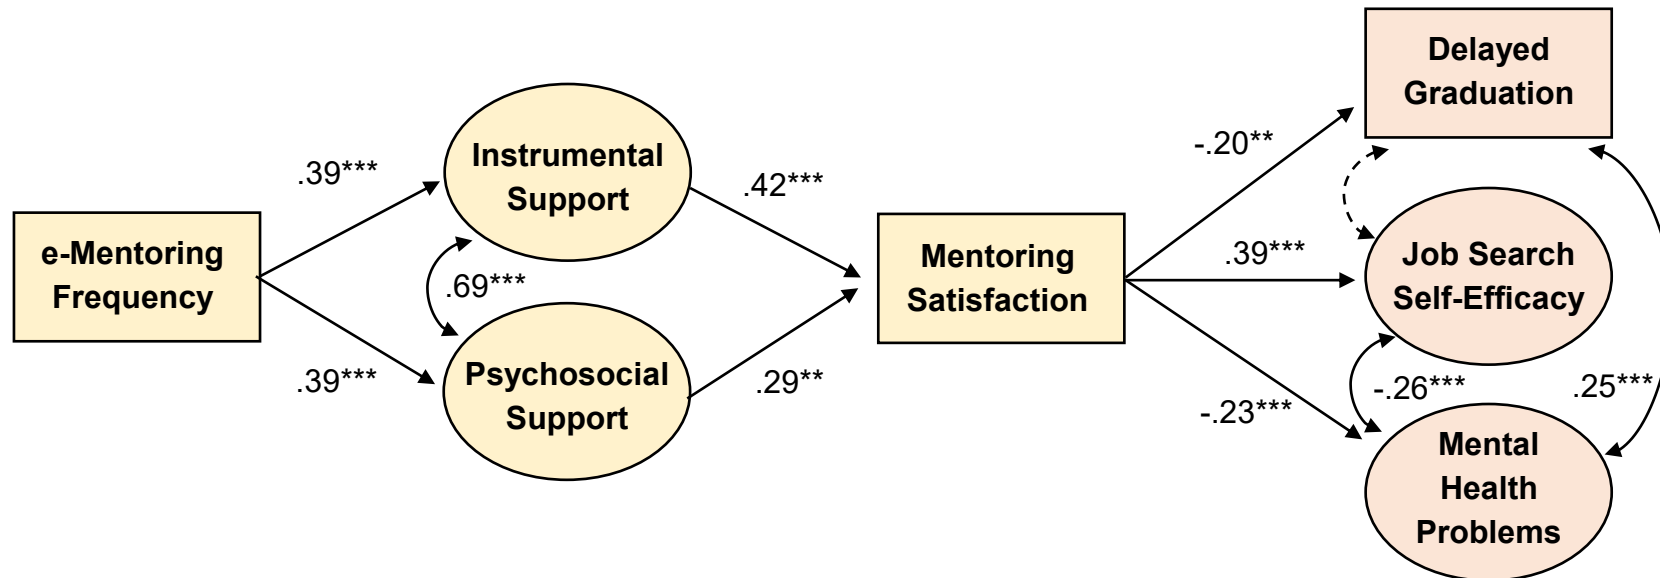 e-Mentoring
Frequency
.39***
.39***
Instrumental
Support
.69***
Psychosocial
Support
.42***
.29**
Mentoring
Satisfaction
-.20**
.39***
-.23***
Delayed
Graduation
Job Search
Self-Efficacy
-.26***
.25***
Mental
Health
Problems